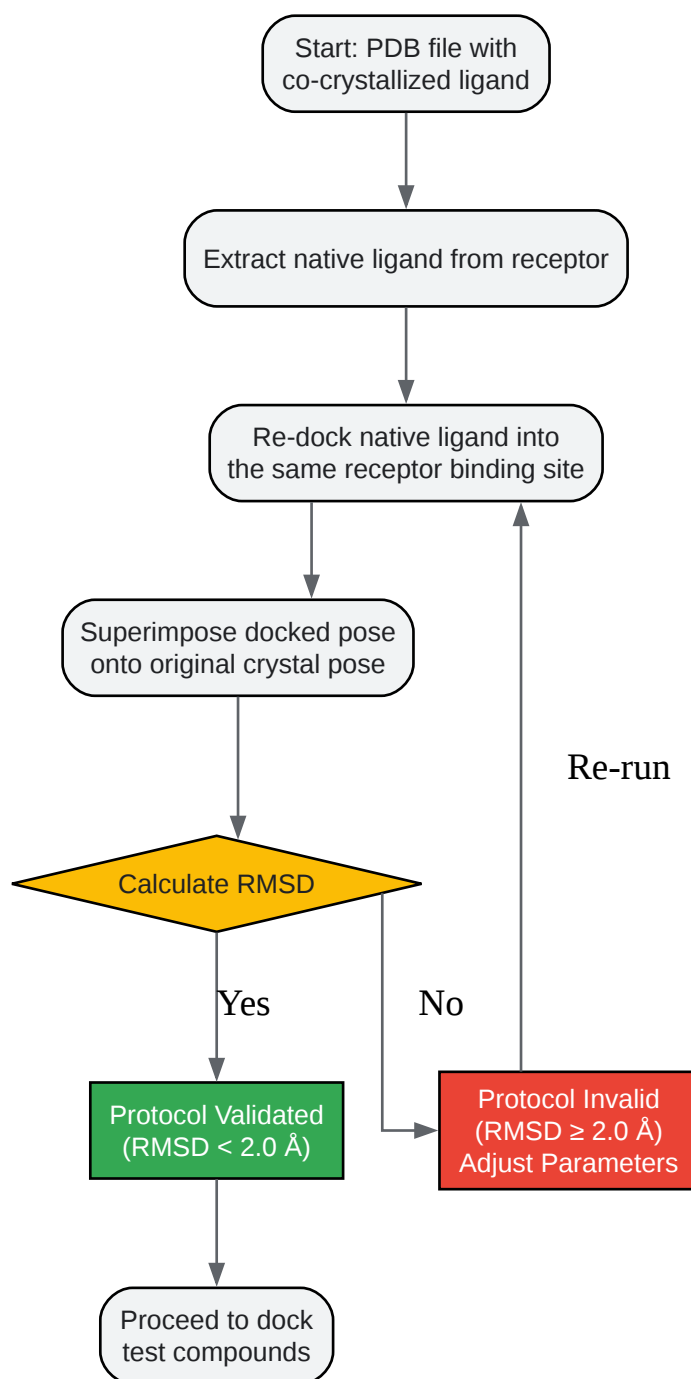 Start: PDB file with
co-crystallized ligand
Extract native ligand from receptor
Re-dock native ligand into
the same receptor binding site
Superimpose docked pose
onto original crystal pose
Re-run
Calculate RMSD
Yes
No
Protocol Validated
(RMSD < 2.0 Å)
Protocol Invalid
(RMSD ≥ 2.0 Å)
Adjust Parameters
Proceed to dock
test compounds